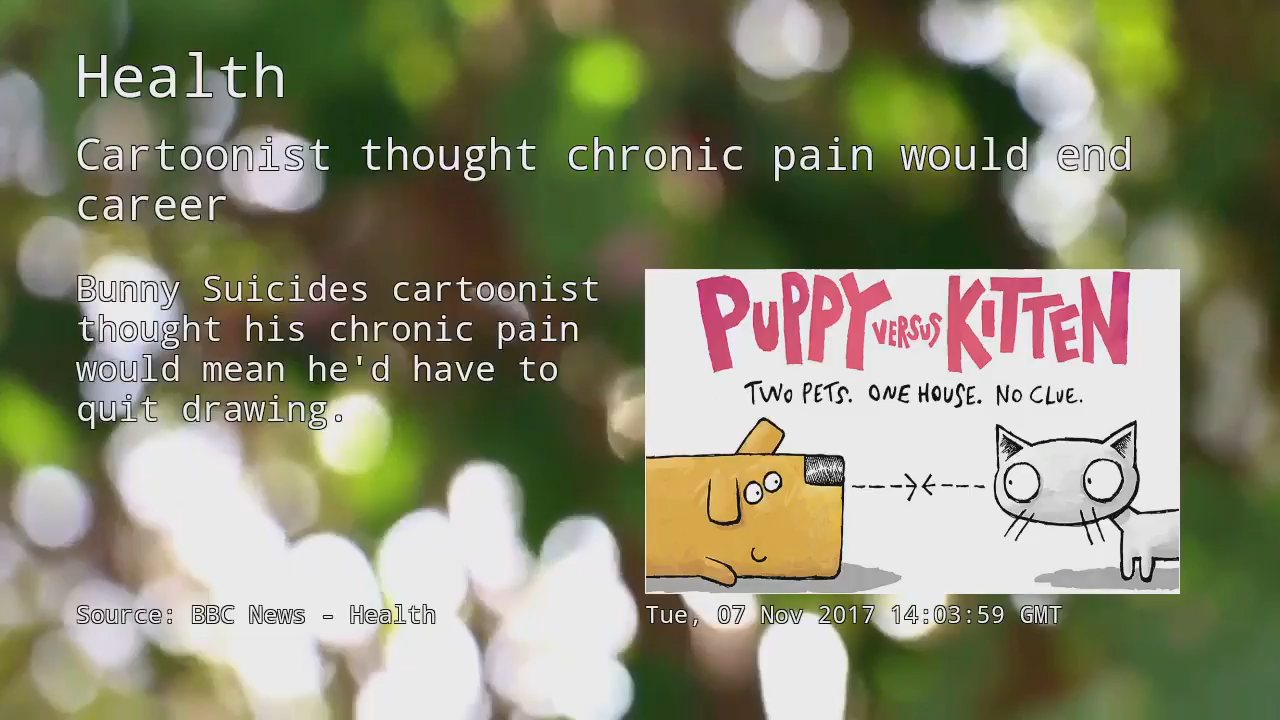 Health
Cartoonist thought chronic pain would end
career
Bunny Suicides cartoonist
thought his chronic pain
would mean he'd have to
quit drawing.
PUPPY VERSUS KITTEN
TWO PETS. ONE HOUSE. NO CLUE.
Source: BBC News - Health
Tue, 07 Nov 2017 14:03:59 GMT